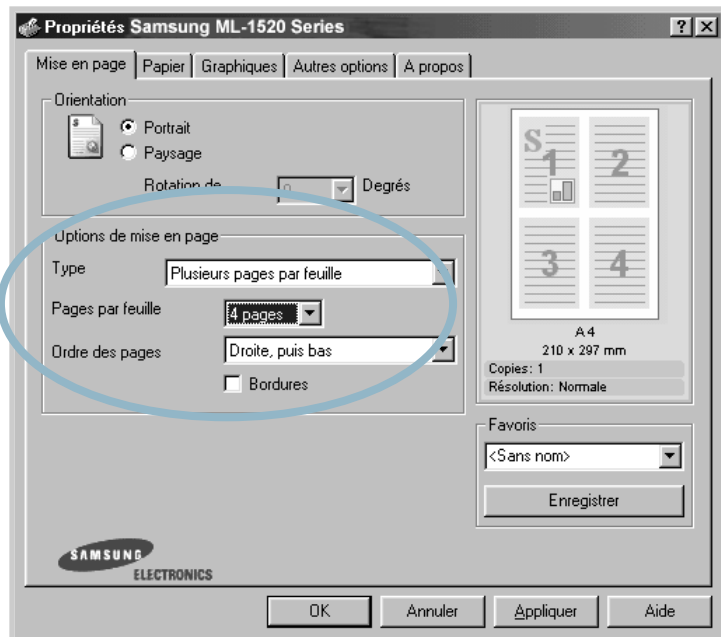 Propriétés Samsung ML-1520 Series
Mise en page Papier Graphiques Autres options A propos
Orientation
Portrait
Paysage
Rotation de 0 Degrés
Options de mise en page
Type Plusieurs pages par feuille
Pages par feuille 4 pages
Ordre des pages Droite, puis bas
Bordures
S 1 2
3 4
A4
210 x 297 mm
Copies: 1
Résolution: Normale
Favoris
<Sans nom>
Enregistrer
SAMSUNG
ELECTRONICS
OK Annuler Appliquer Aide